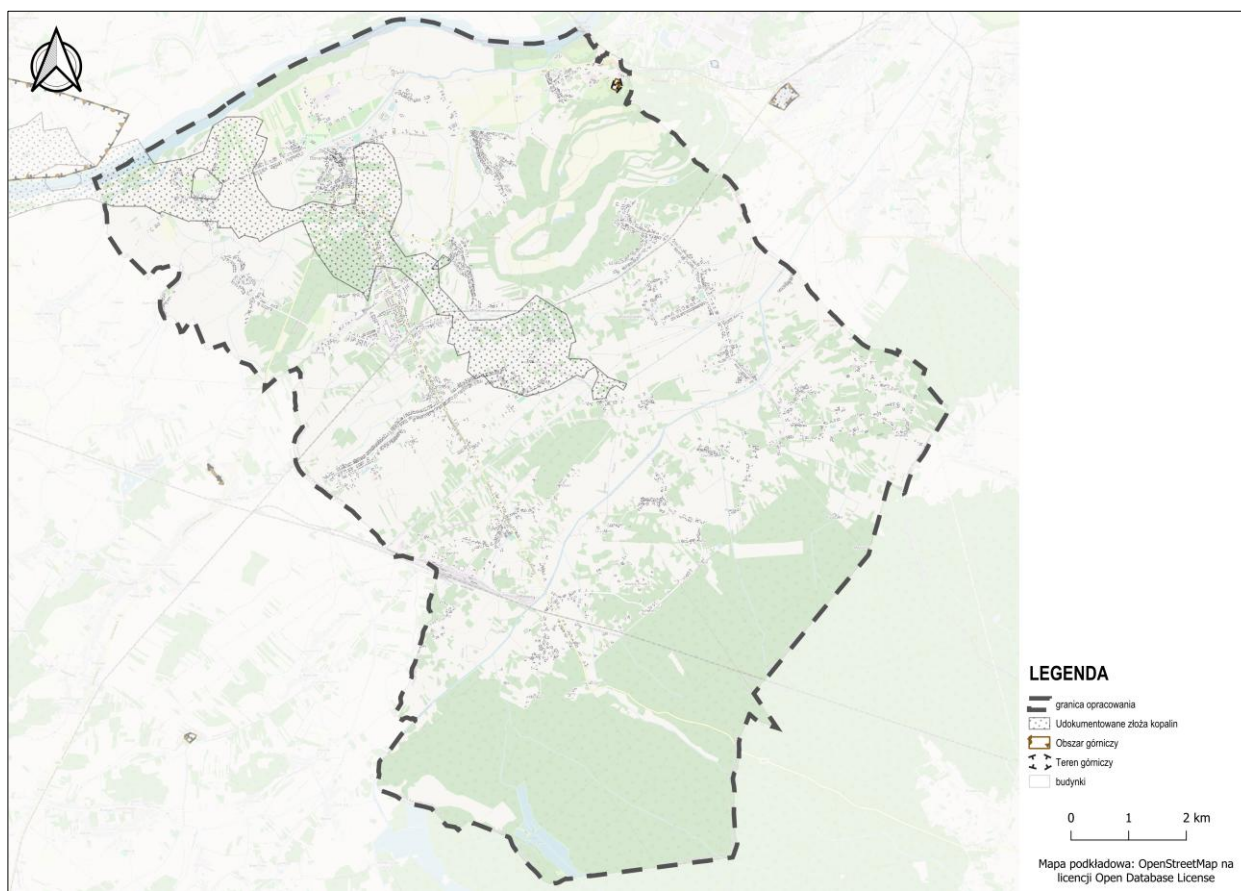 LEGENDA
granica opracowania
Udokumentowane złoża kopalin
Obszar górniczy
Teren górniczy
budynki
0 1 2 km
Mapa podkładowa: OpenStreetMap na
licencji Open Database License